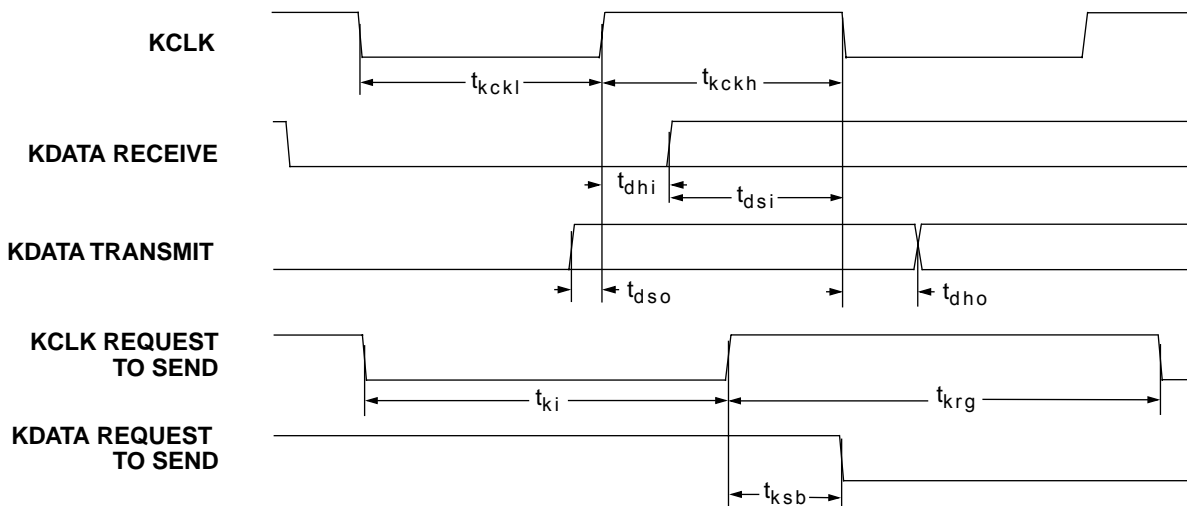 KCLK
tkckl
tkckh
KDATA RECEIVE
tdhi
tdsi
KDATA TRANSMIT
tdso
tdho
KCLK REQUEST
TO SEND
tki
tkrg
KDATA REQUEST
TO SEND
tksb